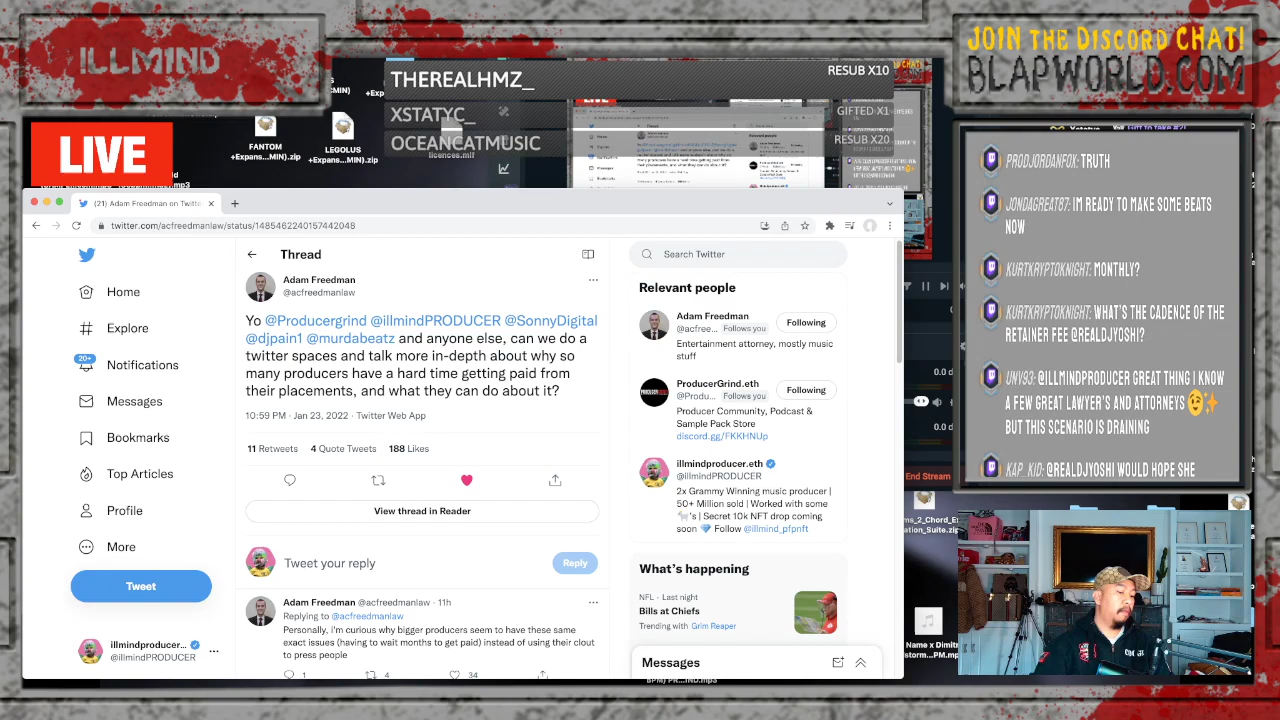 ILLMIND
JOIN THE DISCORD CHAT!
BLAPWORLD.COM
THEREALHMZ_
RESUB X10
XSTATYC_
GIFTED X1
OCEANCATMUSIC
RESUB X20
LIVE
FANTOM
+Expans...MIN).zip
LEGOLUS
+Expans...MIN).zip
licences.mlf
(21) Adam Freedman on Twitte
twitter.com/acfreedmanlaw/status/1485462240157442048
Home
Explore
20+
Notifications
Messages
Bookmarks
Top Articles
Profile
More
Tweet
illmindproducer...
@illmindPRODUCER
Thread
Adam Freedman
@acfreedmanlaw
Yo @Producergrind @illmindPRODUCER @SonnyDigital
@djpain1 @murdabeatz and anyone else, can we do a
twitter spaces and talk more in-depth about why so
many producers have a hard time getting paid from
their placements, and what they can do about it?
10:59 PM · Jan 23, 2022 · Twitter Web App
11 Retweets 4 Quote Tweets 188 Likes
View thread in Reader
Tweet your reply
Reply
Adam Freedman @acfreedmanlaw · 11h
Replying to @acfreedmanlaw
Personally, I'm curious why bigger producers seem to have these same
exact issues (having to wait months to get paid) instead of using their clout
to press people
1 4 34
Search Twitter
Relevant people
Adam Freedman
@acfree... Follows you
Following
Entertainment attorney, mostly music
stuff
ProducerGrind.eth
@Produ... Follows you
Following
Producer Community, Podcast &
Sample Pack Store
discord.gg/FKKHNUp
illmindproducer.eth
@illmindPRODUCER
2x Grammy Winning music producer |
50+ Million sold | Worked with some
's | Secret 10k NFT drop coming
soon Follow @illmind_pfpnft
What's happening
NFL · Last night
Bills at Chiefs
Trending with Grim Reaper
Messages
PRODJORDANFOX: TRUTH
JONDAGREAT87: IM READY TO MAKE SOME BEATS
NOW
KURTKRYPTOKNIGHT: MONTHLY?
KURTKRYPTOKNIGHT: WHAT'S THE CADENCE OF THE
RETAINER FEE @REALDJYOSHI?
UNV93: @ILLMINDPRODUCER GREAT THING I KNOW
A FEW GREAT LAWYER'S AND ATTORNEYS
BUT THIS SCENARIO IS DRAINING
KAP_KID: @REALDJYOSHI WOULD HOPE SHE
0.0 d
0.0 d
End Stream
ms_2_Chord_Ex
ation_Suite.zip
Name x Dimitri
storm...PM).mp3